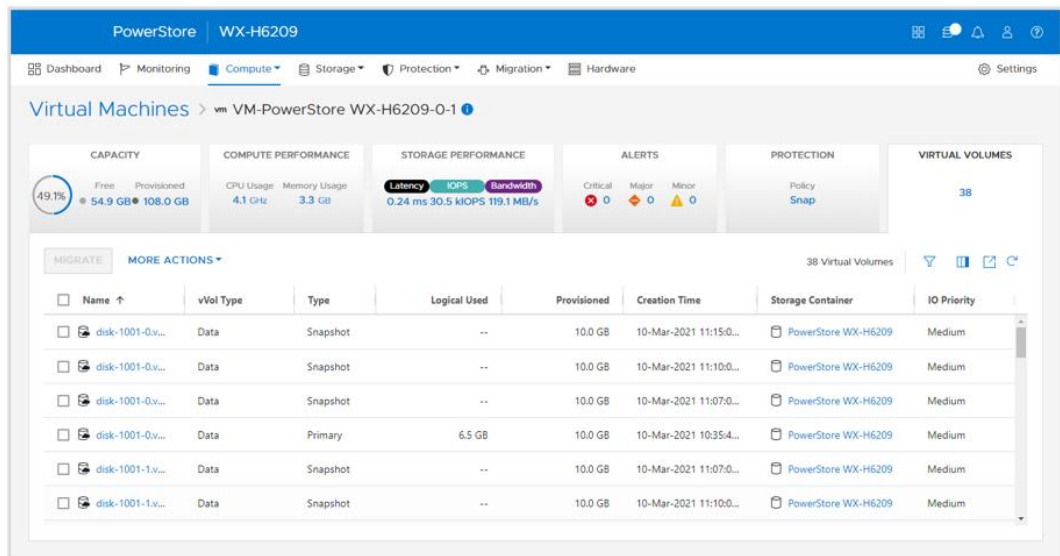 PowerStore WX-H6209
Dashboard Monitoring Compute Storage Protection Migration Hardware Settings
Virtual Machines > vm VM-PowerStore WX-H6209-0-1
CAPACITY COMPUTE PERFORMANCE STORAGE PERFORMANCE ALERTS PROTECTION VIRTUAL VOLUMES
49.1% Free Provisioned CPU Usage Memory Usage Latency IOPS Bandwidth Critical Major Minor Policy 38
54.9 GB 108.0 GB 4.1 GHz 3.3 GB 0.24 ms 30.5 kIOPS 119.1 MB/s 0 0 0 Snap
MIGRATE MORE ACTIONS 38 Virtual Volumes
Name ↑ vVol Type Type Logical Used Provisioned Creation Time Storage Container IO Priority
disk-1001-0.v... Data Snapshot -- 10.0 GB 10-Mar-2021 11:15:0... PowerStore WX-H6209 Medium
disk-1001-0.v... Data Snapshot -- 10.0 GB 10-Mar-2021 11:10:0... PowerStore WX-H6209 Medium
disk-1001-0.v... Data Snapshot -- 10.0 GB 10-Mar-2021 11:07:0... PowerStore WX-H6209 Medium
disk-1001-0.v... Data Primary 6.5 GB 10.0 GB 10-Mar-2021 10:35:4... PowerStore WX-H6209 Medium
disk-1001-1.v... Data Snapshot -- 10.0 GB 10-Mar-2021 11:07:0... PowerStore WX-H6209 Medium
disk-1001-1.v... Data Snapshot -- 10.0 GB 10-Mar-2021 11:10:0... PowerStore WX-H6209 Medium